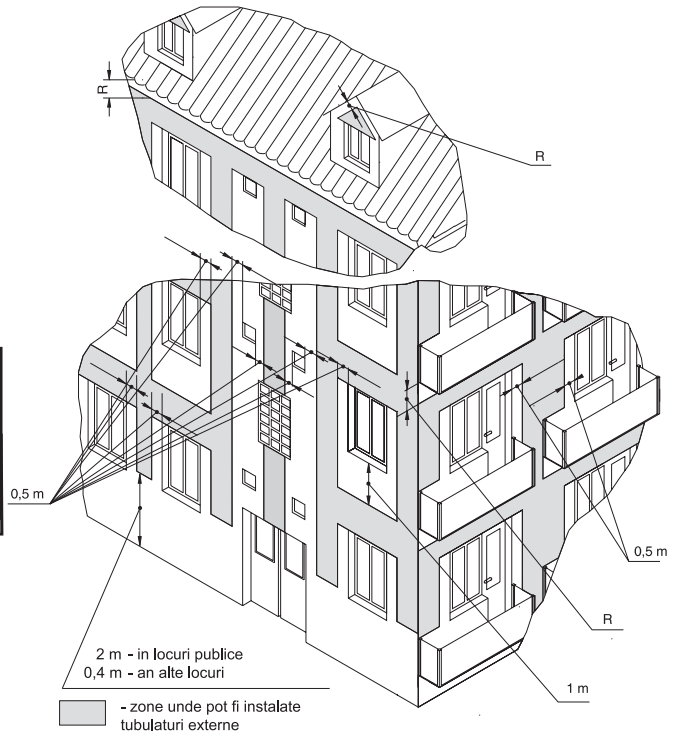 R
R
0,5 m
0,5 m
R
1 m
2 m - in locuri publice
0,4 m - an alte locuri
- zone unde pot fi instalate
tubulaturi externe